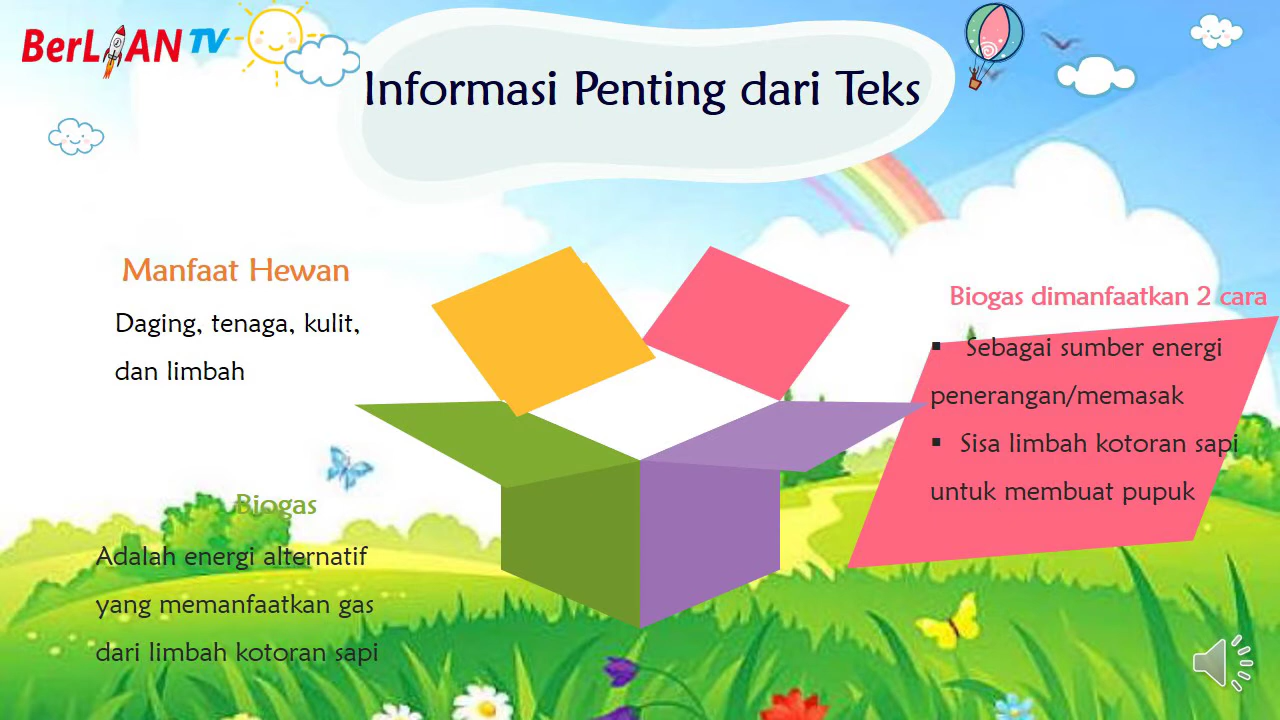 BerLIAN TV
Informasi Penting dari Teks
Manfaat Hewan
Daging, tenaga, kulit,
dan limbah
Biogas
Adalah energi alternatif
yang memanfaatkan gas
dari limbah kotoran sapi
Biogas dimanfaatkan 2 cara
▪ Sebagai sumber energi
penerangan/memasak
▪ Sisa limbah kotoran sapi
untuk membuat pupuk